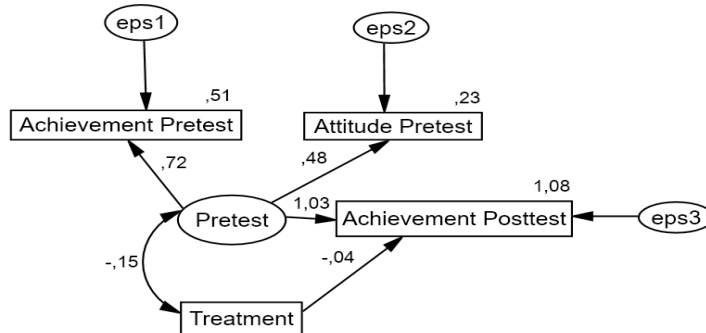 eps1
eps2
,51
,23
Achievement Pretest
Attitude Pretest
,72
,48
1,08
Pretest
1,03
Achievement Posttest
eps3
-,15
-,04
Treatment